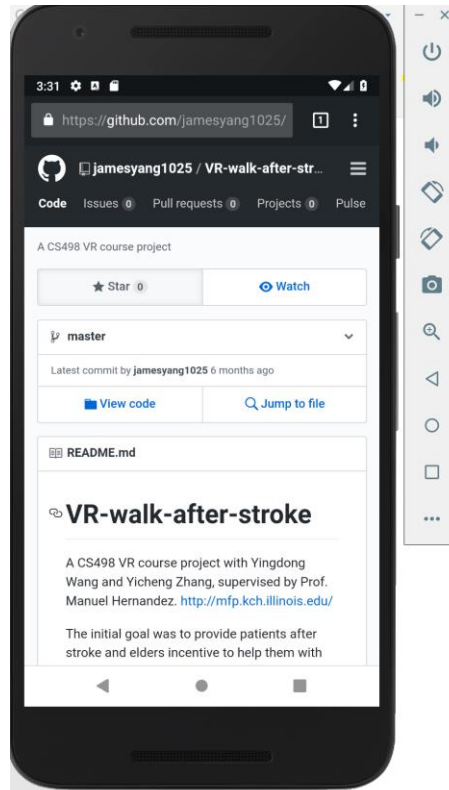 3:31
https://github.com/jamesyang1025/ 1
jamesyang1025 / VR-walk-after-str...
Code Issues 0 Pull requests 0 Projects 0 Pulse
A CS498 VR course project
Star 0 Watch
master
Latest commit by jamesyang1025 6 months ago
View code Jump to file
README.md
VR-walk-after-stroke
A CS498 VR course project with Yingdong
Wang and Yicheng Zhang, supervised by Prof.
Manuel Hernandez. http://mfp.kch.illinois.edu/
The initial goal was to provide patients after
stroke and elders incentive to help them with